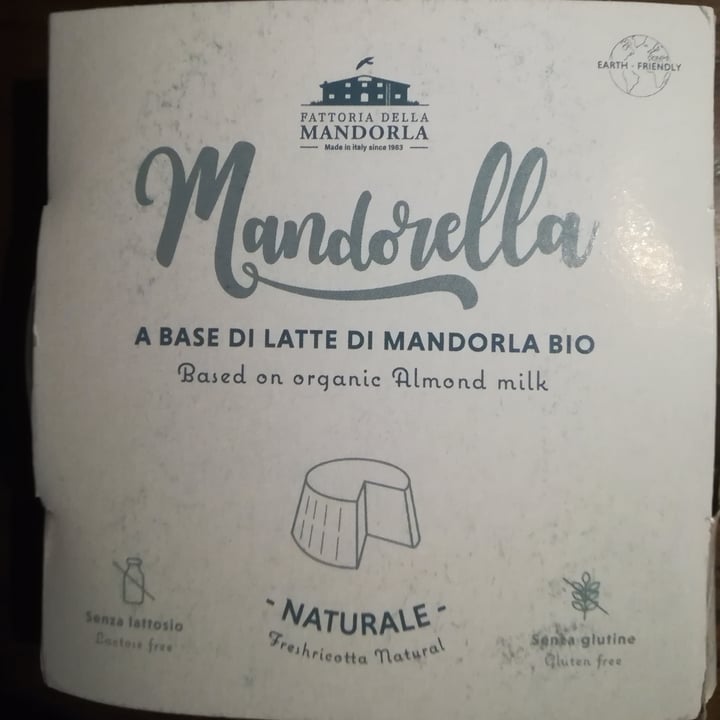 EARTH - FRIENDLY
FATTORIA DELLA
MANDORLA
Made in italy since 1963
Mandorella
A BASE DI LATTE DI MANDORLA BIO
Based on organic Almond milk
- NATURALE -
Freshricotta Natural
Senza lattosio
Lactose free
Senza glutine
Gluten free